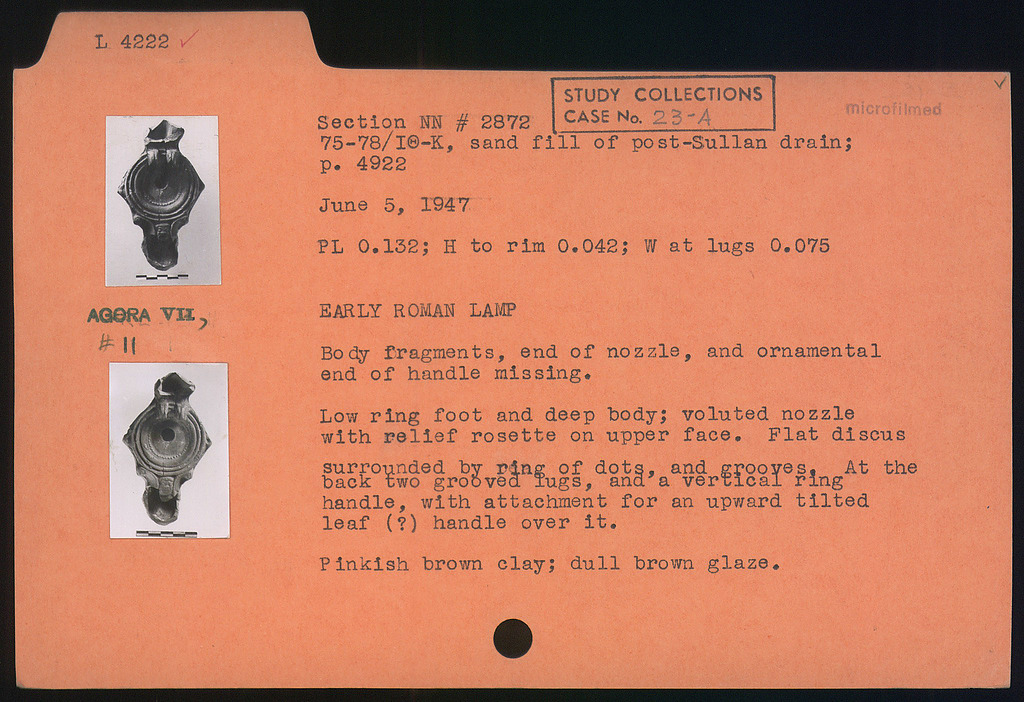 L 4222 ✓
STUDY COLLECTIONS
CASE No. 23-A
microfilmed
Section NN # 2872
75-78/IΘ-K, sand fill of post-Sullan drain;
p. 4922
June 5, 1947
PL 0.132; H to rim 0.042; W at lugs 0.075
AGORA VII,
# 11
EARLY ROMAN LAMP
Body fragments, end of nozzle, and ornamental
end of handle missing.
Low ring foot and deep body; voluted nozzle
with relief rosette on upper face. Flat discus
surrounded by ring of dots, and grooves. At the
back two grooved lugs, and a vertical ring
handle, with attachment for an upward tilted
leaf (?) handle over it.
Pinkish brown clay; dull brown glaze.